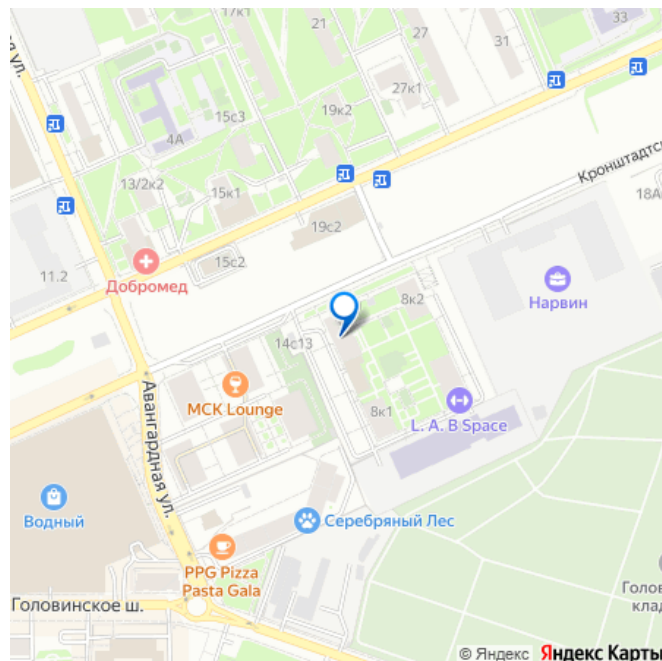 17к1
21
33
ул.
27
31
27к1
15с3
19к2
4А
13/2к2
15к1
Кронштадтс
18А
19с2
11.2
15с2
Добромед
8к2
Нарвин
14с13
MCK Lounge
Авангардная ул.
8к1
L. A. B Space
Водный
Серебряный Лес
PPG Pizza
Pasta Gala
Головинское ш.
Голов
клад
© Яндекс Яндекс Карты